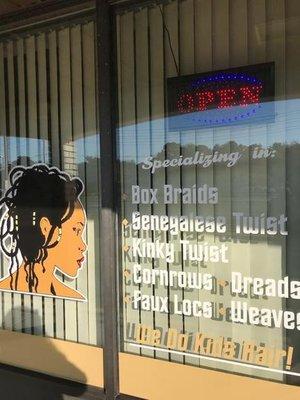 OPEN
Specializing in:
Box Braids
Senegalese Twist
Kinky Twist
Cornrows · Dreads
Faux Locs · Weaves
We Do Kids Hair!